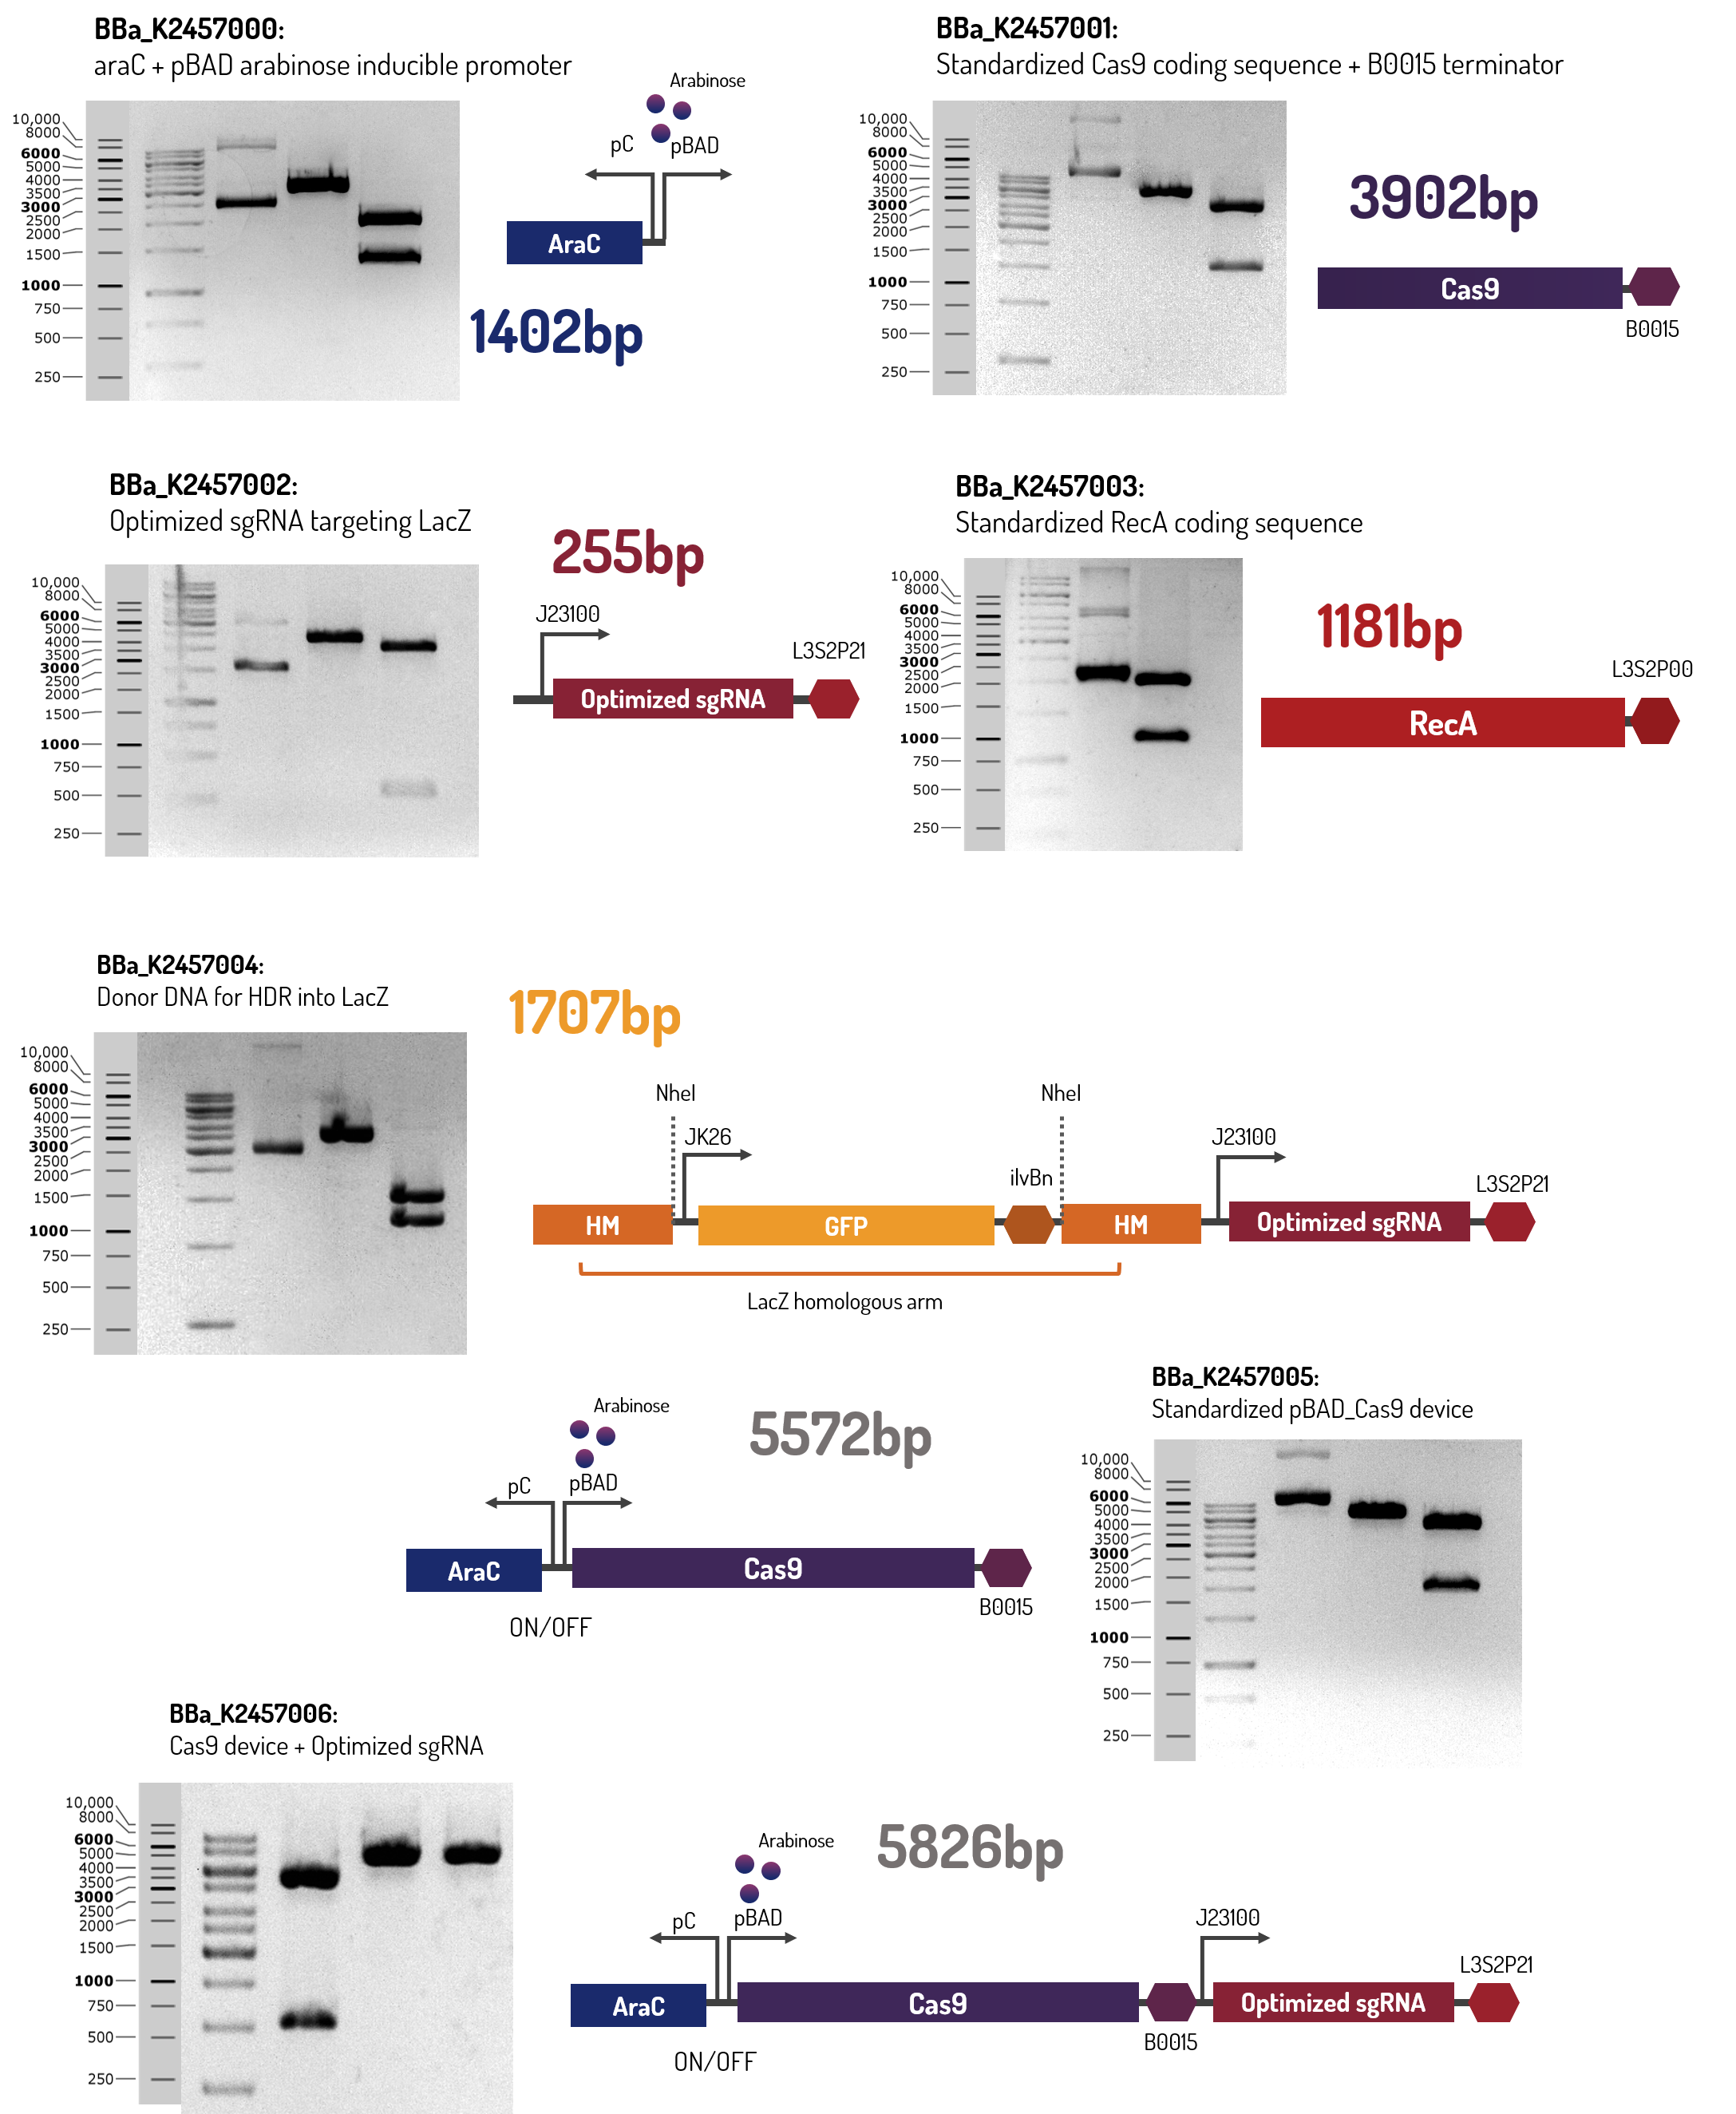 BBa_K2457000:
araC + pBAD arabinose inducible promoter
10,000
8000
6000
5000
4000
3500
3000
2500
2000
1500
1000
750
500
250
Arabinose
pC
pBAD
AraC
1402bp
BBa_K2457001:
Standardized Cas9 coding sequence + B0015 terminator
10,000
8000
6000
5000
4000
3500
3000
2500
2000
1500
1000
750
500
250
3902bp
Cas9
B0015
BBa_K2457002:
Optimized sgRNA targeting LacZ
10,000
8000
6000
5000
4000
3500
3000
2500
2000
1500
1000
750
500
250
255bp
J23100
L3S2P21
Optimized sgRNA
BBa_K2457003:
Standardized RecA coding sequence
10,000
8000
6000
5000
4000
3500
3000
2500
2000
1500
1000
750
500
250
1181bp
L3S2P00
RecA
BBa_K2457004:
Donor DNA for HDR into LacZ
10,000
8000
6000
5000
4000
3500
3000
2500
2000
1500
1000
750
500
250
1707bp
NheI
NheI
JK26
J23100
ilvBn
L3S2P21
HM
GFP
HM
Optimized sgRNA
LacZ homologous arm
BBa_K2457005:
Standardized pBAD_Cas9 device
Arabinose
5572bp
pC
pBAD
AraC
Cas9
B0015
ON/OFF
10,000
8000
6000
5000
4000
3500
3000
2500
2000
1500
1000
750
500
250
BBa_K2457006:
Cas9 device + Optimized sgRNA
10,000
8000
6000
5000
4000
3500
3000
2500
2000
1500
1000
750
500
250
Arabinose
5826bp
pC
pBAD
J23100
L3S2P21
AraC
Cas9
Optimized sgRNA
B0015
ON/OFF